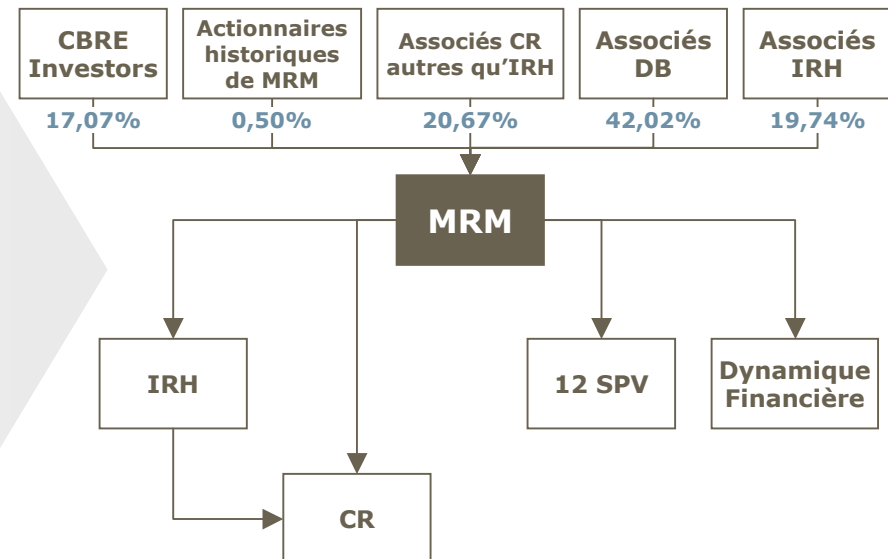 CBRE
Investors
Actionnaires
historiques
de MRM
Associés CR
autres qu’IRH
Associés
DB
Associés
IRH
17,07%
0,50%
20,67%
42,02%
19,74%
MRM
IRH
12 SPV
Dynamique
Financière
CR